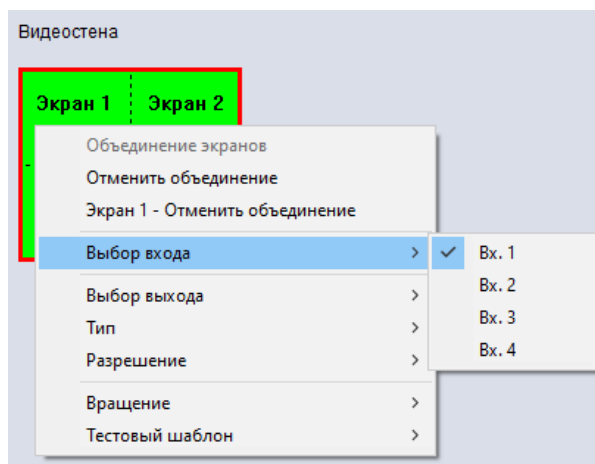 Видеостена
Экран 1 Экран 2
Объединение экранов
Отменить объединение
Экран 1 - Отменить объединение
Выбор входа
Вх. 1
Вх. 2
Вх. 3
Вх. 4
Выбор выхода
Тип
Разрешение
Вращение
Тестовый шаблон